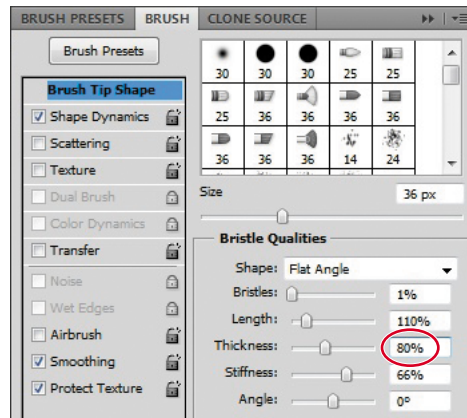 BRUSH PRESETS BRUSH CLONE SOURCE
Brush Presets
Brush Tip Shape
Shape Dynamics
Scattering
Texture
Dual Brush
Color Dynamics
Transfer
Noise
Wet Edges
Airbrush
Smoothing
Protect Texture
30 30 30 25 25
25 36 36 36 36
36 36 36 14 24
Size 36 px
Bristle Qualities
Shape: Flat Angle
Bristles: 1%
Length: 110%
Thickness: 80%
Stiffness: 66%
Angle: 0°